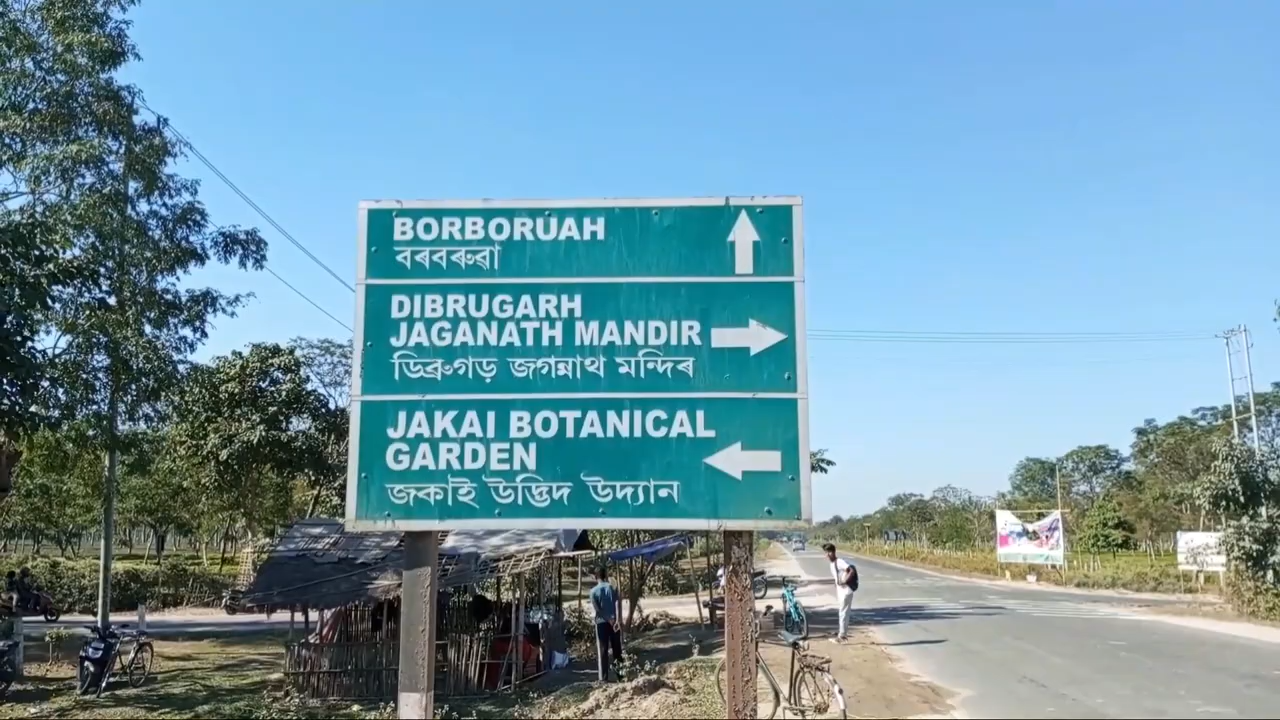 BORBORUAH
বৰবৰুৱা
DIBRUGARH
JAGANATH MANDIR
ডিব্ৰুগড় জগন্নাথ মন্দিৰ
JAKAI BOTANICAL
GARDEN
জকাই উদ্ভিদ উদ্যান